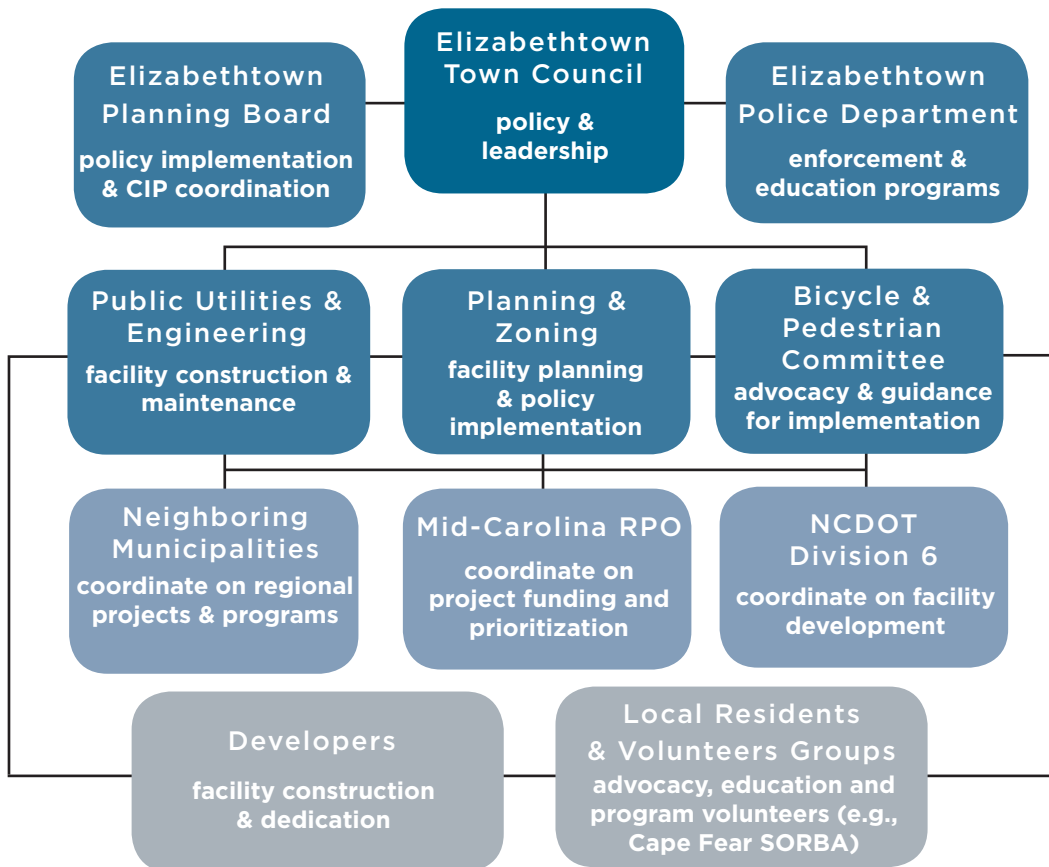 Elizabethtown
Planning Board
policy implementation
& CIP coordination
Elizabethtown
Town Council
policy &
leadership
Elizabethtown
Police Department
enforcement &
education programs
Public Utilities &
Engineering
facility construction &
maintenance
Planning &
Zoning
facility planning
& policy
implementation
Bicycle &
Pedestrian
Committee
advocacy & guidance
for implementation
Neighboring
Municipalities
coordinate on regional
projects & programs
Mid-Carolina RPO
coordinate on
project funding and
prioritization
NCDOT
Division 6
coordinate on facility
development
Developers
facility construction
& dedication
Local Residents
& Volunteers Groups
advocacy, education and
program volunteers (e.g.,
Cape Fear SORBA)